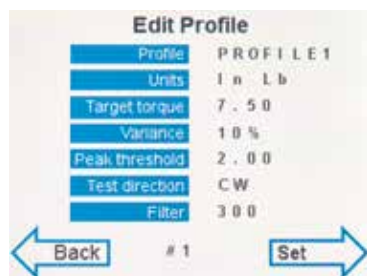 Edit Profile
Profile PROFILE1
Units In Lb
Target torque 7.50
Variance 10%
Peak threshold 2.00
Test direction CW
Filter 300
Back #1 Set